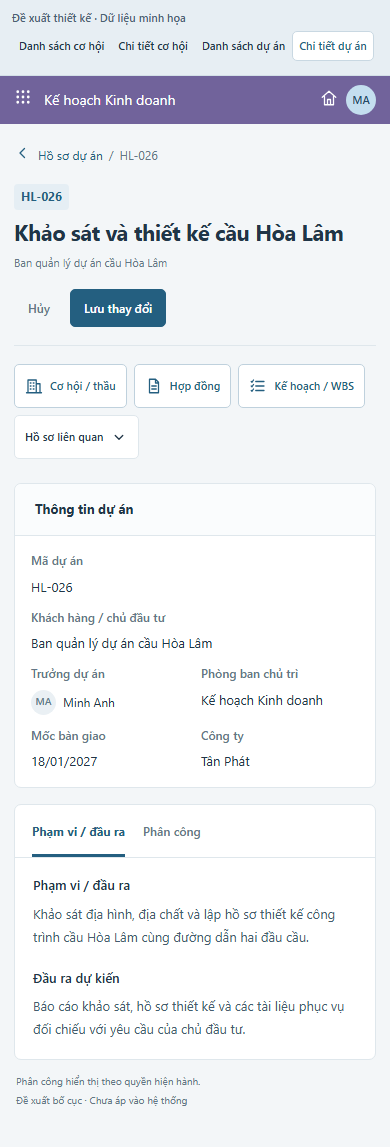 Đề xuất thiết kế · Dữ liệu minh họa
Danh sách cơ hội Chi tiết cơ hội Danh sách dự án Chi tiết dự án
Kế hoạch Kinh doanh MA
Hồ sơ dự án / HL-026
HL-026
Khảo sát và thiết kế cầu Hòa Lâm
Ban quản lý dự án cầu Hòa Lâm
Hủy Lưu thay đổi
Cơ hội / thầu Hợp đồng Kế hoạch / WBS
Hồ sơ liên quan
Thông tin dự án
Mã dự án
HL-026
Khách hàng / chủ đầu tư
Ban quản lý dự án cầu Hòa Lâm
Trưởng dự án Phòng ban chủ trì
MA Minh Anh Kế hoạch Kinh doanh
Mốc bàn giao Công ty
18/01/2027 Tân Phát
Phạm vi / đầu ra Phân công
Phạm vi / đầu ra
Khảo sát địa hình, địa chất và lập hồ sơ thiết kế công
trình cầu Hòa Lâm cùng đường dẫn hai đầu cầu.
Đầu ra dự kiến
Báo cáo khảo sát, hồ sơ thiết kế và các tài liệu phục vụ
đối chiếu với yêu cầu của chủ đầu tư.
Phân công hiển thị theo quyền hiện hành.
Đề xuất bố cục · Chưa áp vào hệ thống